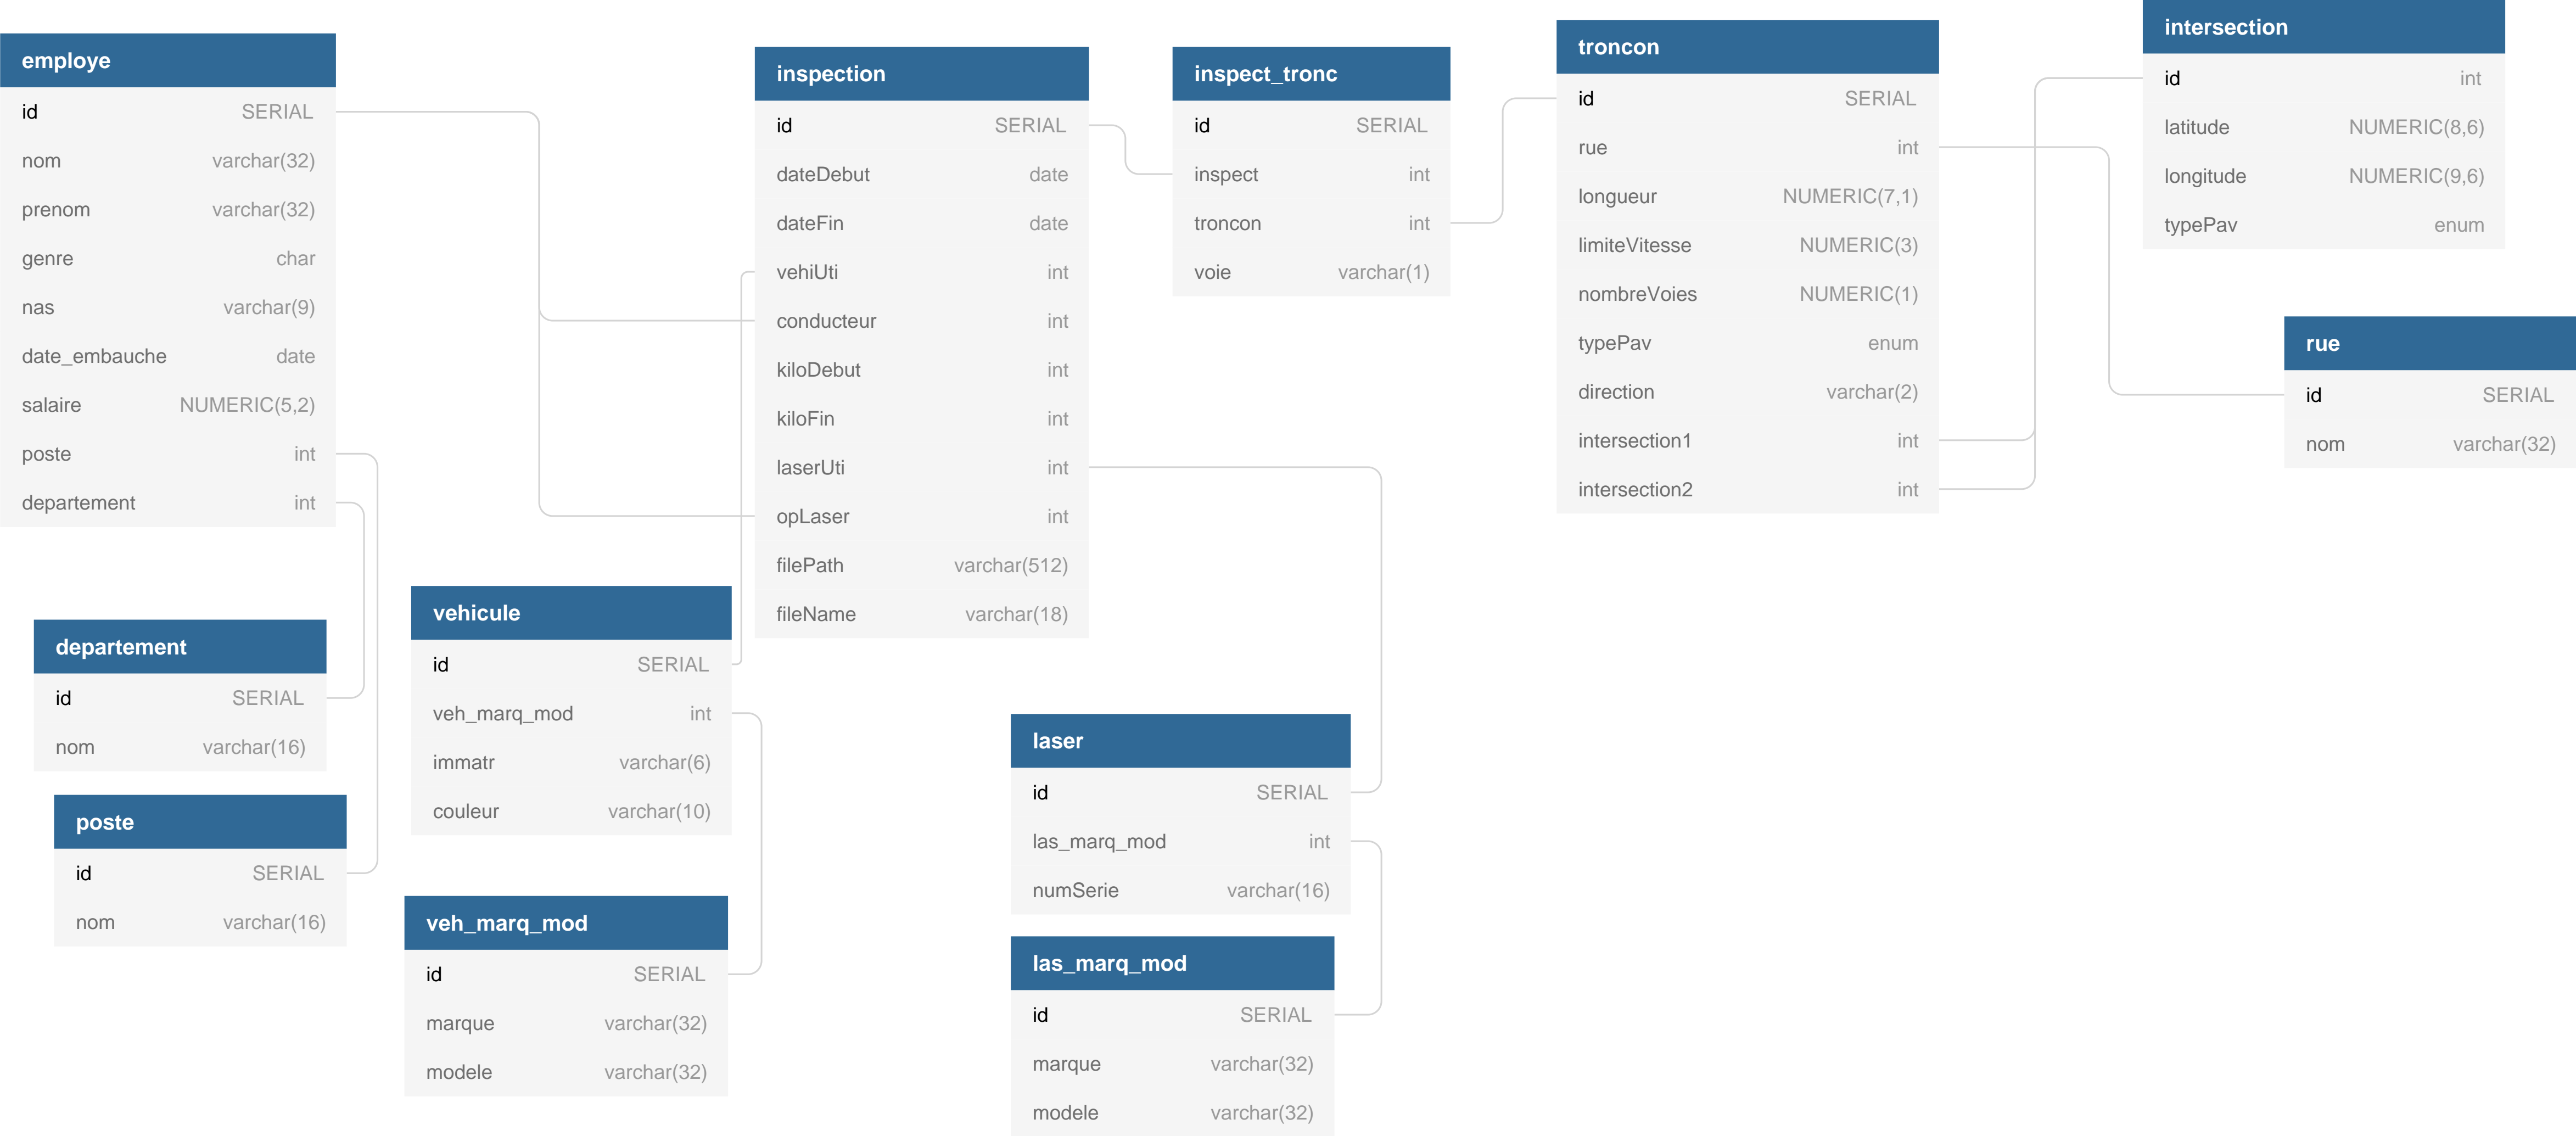 employe
id SERIAL
nom varchar(32)
prenom varchar(32)
genre char
nas varchar(9)
date_embauche date
salaire NUMERIC(5,2)
poste int
departement int
departement
id SERIAL
nom varchar(16)
poste
id SERIAL
nom varchar(16)
vehicule
id SERIAL
veh_marq_mod int
immatr varchar(6)
couleur varchar(10)
veh_marq_mod
id SERIAL
marque varchar(32)
modele varchar(32)
inspection
id SERIAL
dateDebut date
dateFin date
vehiUti int
conducteur int
kiloDebut int
kiloFin int
laserUti int
opLaser int
filePath varchar(512)
fileName varchar(18)
laser
id SERIAL
las_marq_mod int
numSerie varchar(16)
las_marq_mod
id SERIAL
marque varchar(32)
modele varchar(32)
inspect_tronc
id SERIAL
inspect int
troncon int
voie varchar(1)
troncon
id SERIAL
rue int
longueur NUMERIC(7,1)
limiteVitesse NUMERIC(3)
nombreVoies NUMERIC(1)
typePav enum
direction varchar(2)
intersection1 int
intersection2 int
intersection
id int
latitude NUMERIC(8,6)
longitude NUMERIC(9,6)
typePav enum
rue
id SERIAL
nom varchar(32)